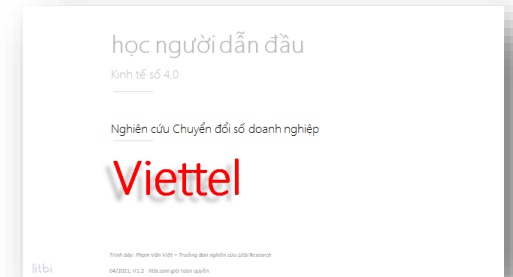 học người dẫn đầu
Kinh tế số 4.0
Nghiên cứu Chuyển đổi số doanh nghiệp
Viettel
Trình bày: Phạm Văn Việt – Trưởng Ban nghiên cứu Litbi Research
litbi
04/2021, V1.2 - litbi.com giữ toàn quyền